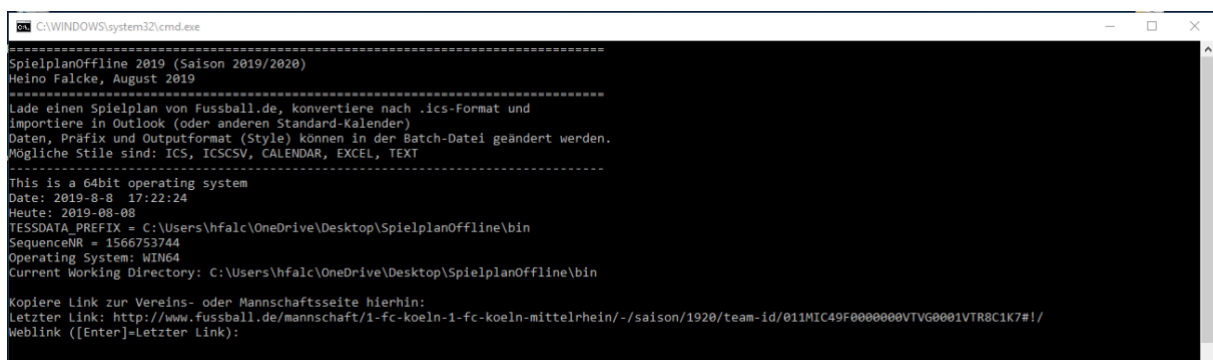 C:\WINDOWS\system32\cmd.exe
================================================================================
SpielplanOffline 2019 (Saison 2019/2020)
Heino Falcke, August 2019
================================================================================
Lade einen Spielplan von Fussball.de, konvertiere nach .ics-Format und
importiere in Outlook (oder anderen Standard-Kalender)
Daten, Präfix und Outputformat (Style) können in der Batch-Datei geändert werden.
Mögliche Stile sind: ICS, ICSCSV, CALENDAR, EXCEL, TEXT
--------------------------------------------------------------------------------
This is a 64bit operating system
Date: 2019-8-8  17:22:24
Heute: 2019-08-08
TESSDATA_PREFIX = C:\Users\hfalc\OneDrive\Desktop\SpielplanOffline\bin
SequenceNR = 1566753744
Operating System: WIN64
Current Working Directory: C:\Users\hfalc\OneDrive\Desktop\SpielplanOffline\bin
Kopiere Link zur Vereins- oder Mannschaftsseite hierhin:
Letzter Link: http://www.fussball.de/mannschaft/1-fc-koeln-1-fc-koeln-mittelrhein/-/saison/1920/team-id/011MIC49F0000000VTVG0001VTR8C1K7#!/
Weblink ([Enter]=Letzter Link):